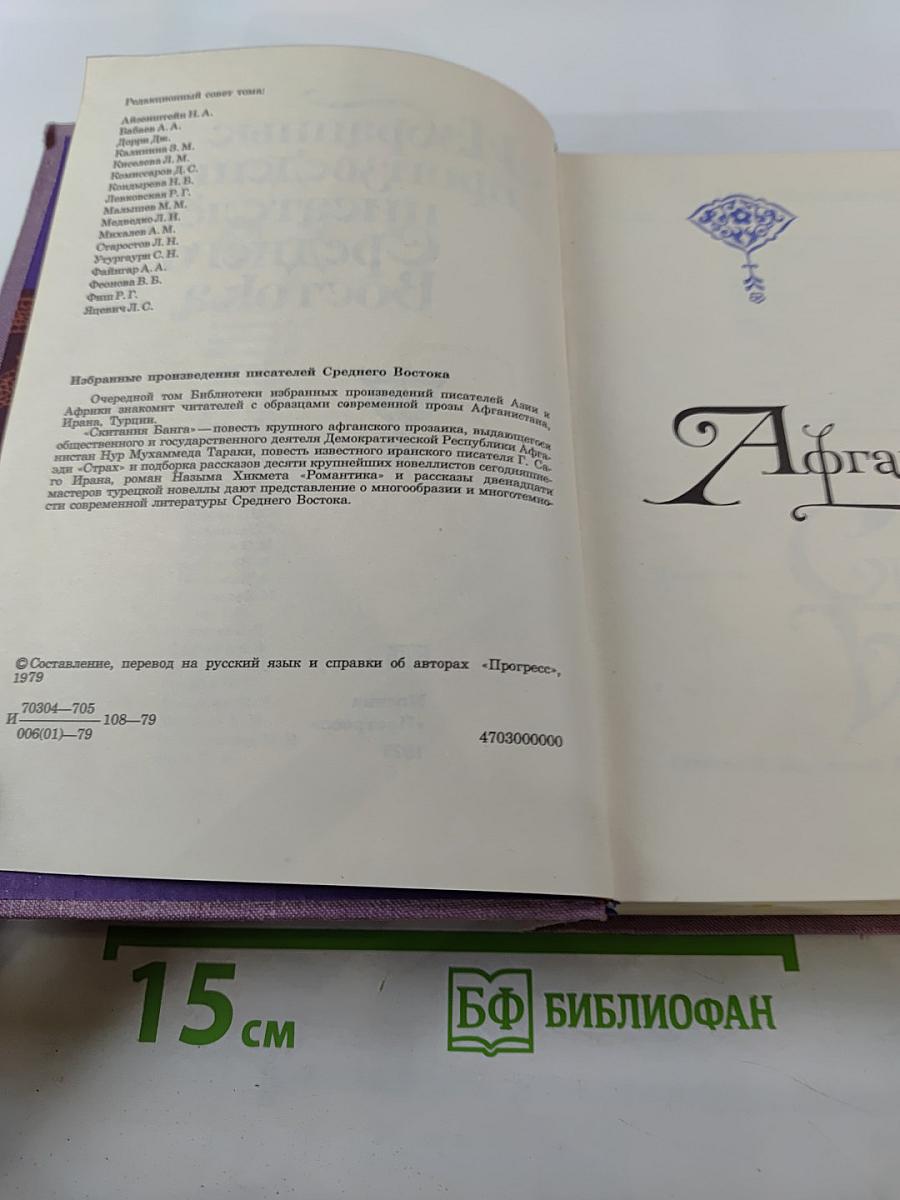 Редакционный совет тома:
Айзенштейн Н. А.
Бабаев А. А.
Дорри Дж.
Калинина З. М.
Киселева Л. М.
Комиссаров Д. С.
Кондырева Н. В.
Левковская Р. Г.
Малышев М. М.
Медведко Л. И.
Михалев А. М.
Старостов Л. Н.
Утургаури С. Н.
Файнгар А. А.
Феонова В. Б.
Фиш Р. Г.
Яцевич Л. С.
Избранные произведения писателей Среднего Востока
Очередной том Библиотеки избранных произведений писателей Азии и
Африки знакомит читателей с образцами современной прозы Афганистана,
Ирана, Турции.
«Скитания Банга» — повесть крупного афганского прозаика, выдающегося
общественного и государственного деятеля Демократической Республики Афга-
нистан Нур Мухаммеда Тараки, повесть известного иранского писателя Г. Са-
эди «Страх» и подборка рассказов десяти крупнейших новеллистов сегодняшне-
го Ирана, роман Назыма Хикмета «Романтика» и рассказы двенадцати
мастеров турецкой новеллы дают представление о многообразии и многотемно-
сти современной литературы Среднего Востока.
© Составление, перевод на русский язык и справки об авторах «Прогресс»,
1979
И 70304—705
006(01)—79 108—79
4703000000
Афга
15 см
БФ БИБЛИОФАН